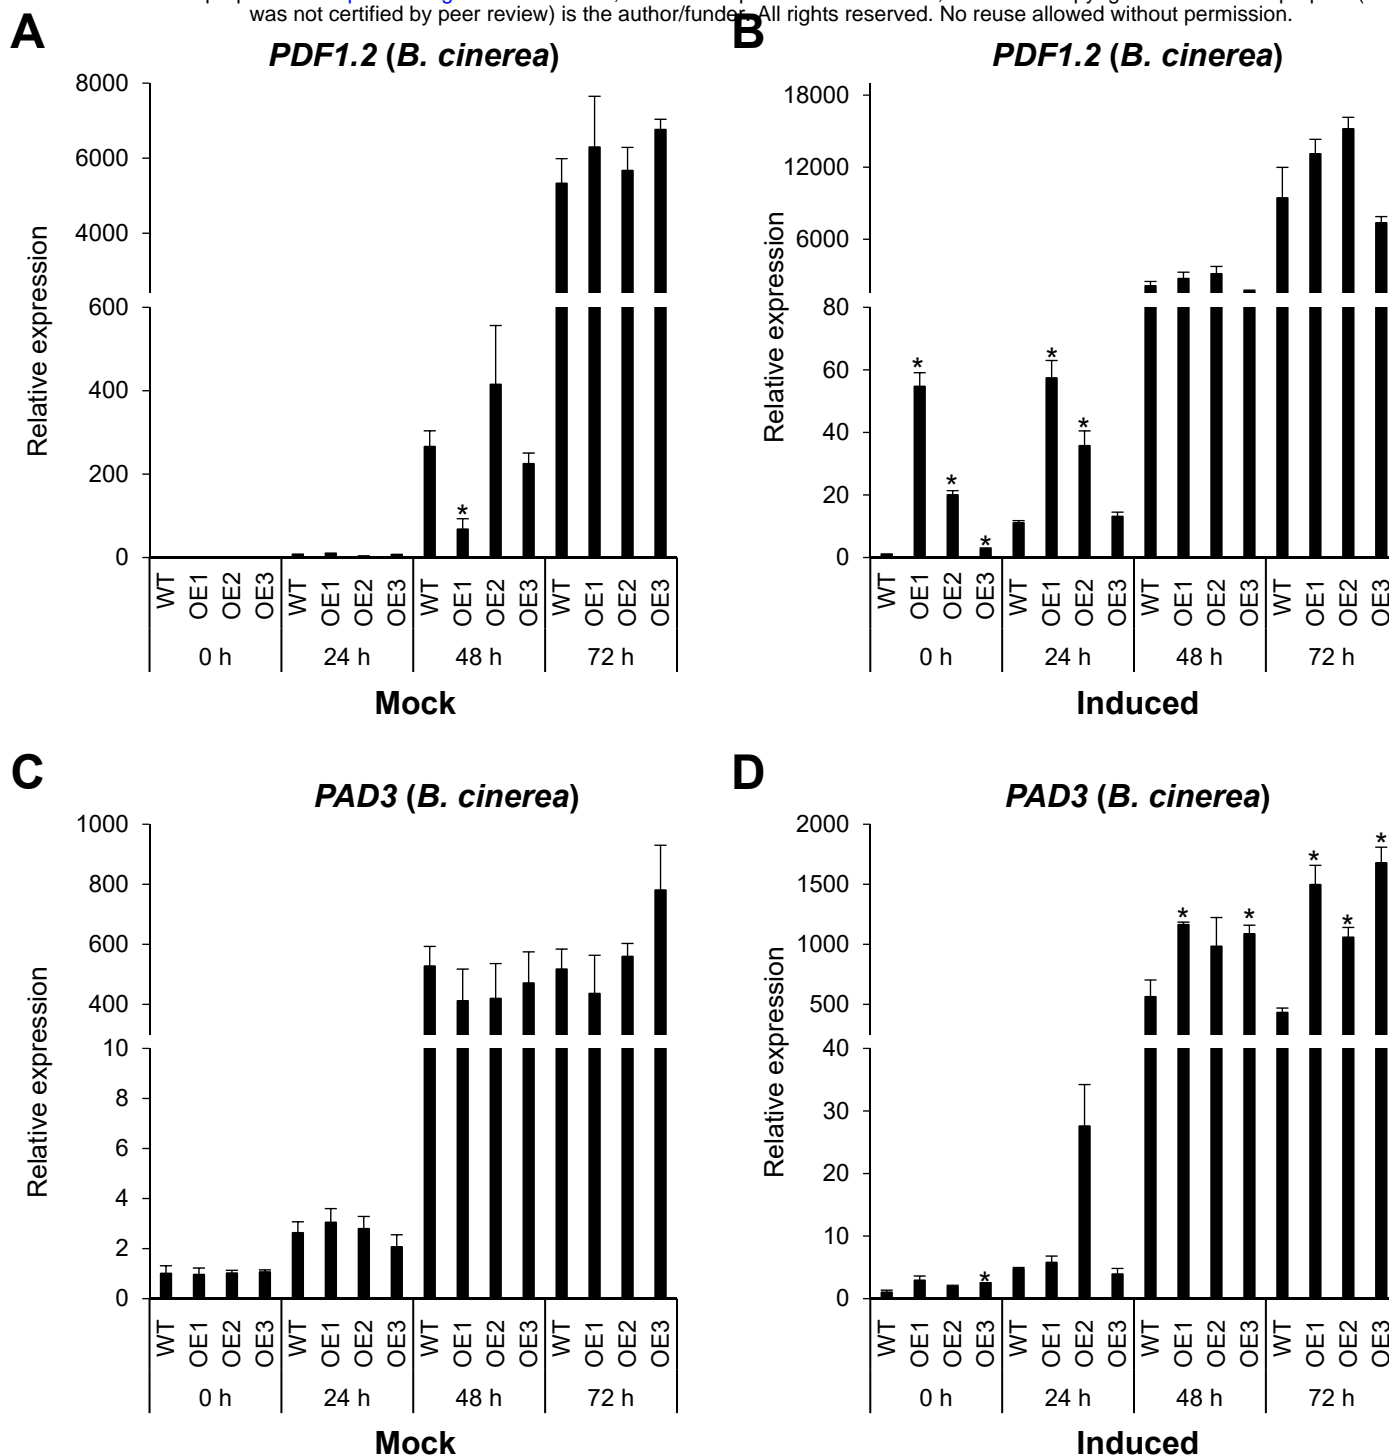 was not certified by peer review) is the author/funder. All rights reserved. No reuse allowed without permission.
A
PDF1.2 (B. cinerea)
Relative expression
8000
6000
4000
600
400
200
0
WT OE1 OE2 OE3 WT OE1 OE2 OE3 WT OE1 OE2 OE3 WT OE1 OE2 OE3
0 h 24 h 48 h 72 h
Mock
*
B
PDF1.2 (B. cinerea)
Relative expression
18000
12000
6000
80
60
40
20
0
* * * * *
WT OE1 OE2 OE3 WT OE1 OE2 OE3 WT OE1 OE2 OE3 WT OE1 OE2 OE3
0 h 24 h 48 h 72 h
Induced
C
PAD3 (B. cinerea)
Relative expression
1000
800
600
400
10
8
6
4
2
0
WT OE1 OE2 OE3 WT OE1 OE2 OE3 WT OE1 OE2 OE3 WT OE1 OE2 OE3
0 h 24 h 48 h 72 h
Mock
D
PAD3 (B. cinerea)
Relative expression
2000
1500
1000
500
40
30
20
10
0
* * * * * *
WT OE1 OE2 OE3 WT OE1 OE2 OE3 WT OE1 OE2 OE3 WT OE1 OE2 OE3
0 h 24 h 48 h 72 h
Induced